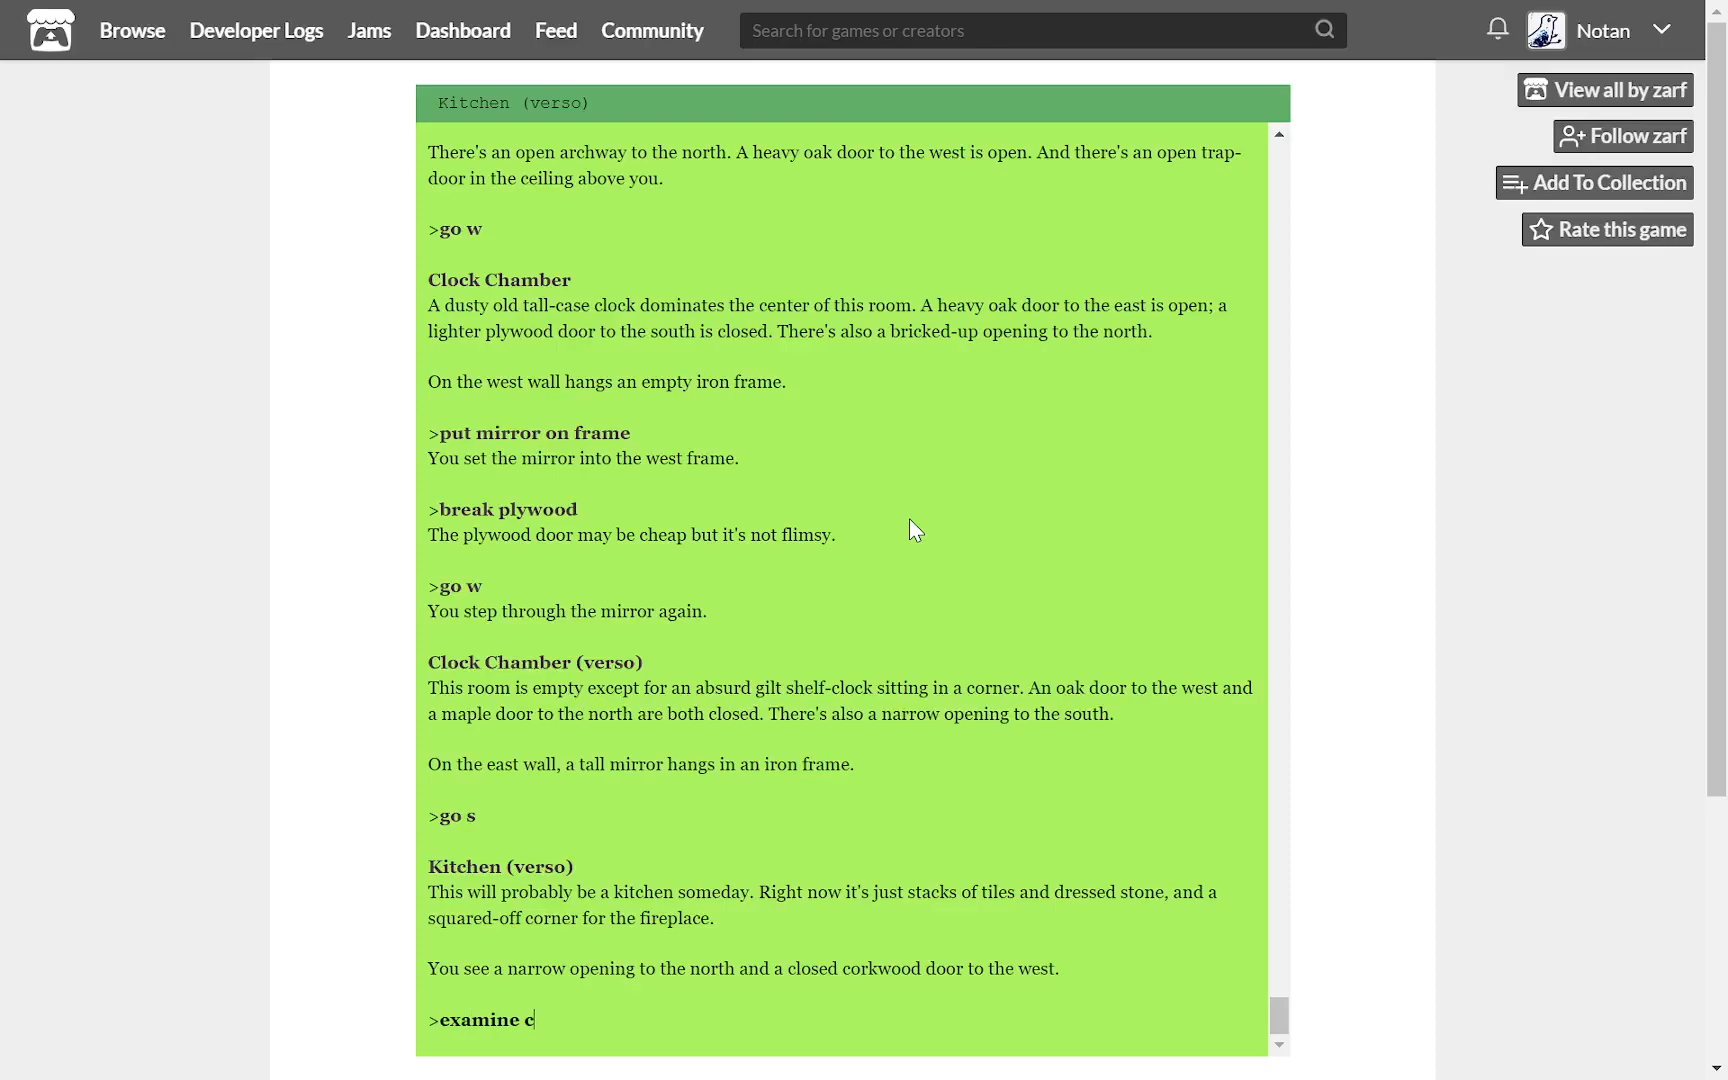 Browse Developer Logs Jams Dashboard Feed Community Search for games or creators Notan
View all by zarf
Follow zarf
Add To Collection
Rate this game
Kitchen (verso)
There's an open archway to the north. A heavy oak door to the west is open. And there's an open trap-
door in the ceiling above you.
>go w
Clock Chamber
A dusty old tall-case clock dominates the center of this room. A heavy oak door to the east is open; a
lighter plywood door to the south is closed. There's also a bricked-up opening to the north.
On the west wall hangs an empty iron frame.
>put mirror on frame
You set the mirror into the west frame.
>break plywood
The plywood door may be cheap but it's not flimsy.
>go w
You step through the mirror again.
Clock Chamber (verso)
This room is empty except for an absurd gilt shelf-clock sitting in a corner. An oak door to the west and
a maple door to the north are both closed. There's also a narrow opening to the south.
On the east wall, a tall mirror hangs in an iron frame.
>go s
Kitchen (verso)
This will probably be a kitchen someday. Right now it's just stacks of tiles and dressed stone, and a
squared-off corner for the fireplace.
You see a narrow opening to the north and a closed corkwood door to the west.
>examine c